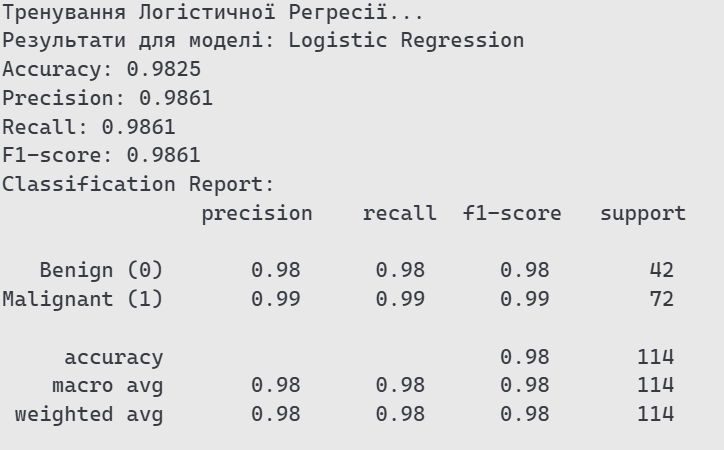 Тренування Логістичної Регресії...
Результати для моделі: Logistic Regression
Accuracy: 0.9825
Precision: 0.9861
Recall: 0.9861
F1-score: 0.9861
Classification Report:
precision recall f1-score support
Benign (0) 0.98 0.98 0.98 42
Malignant (1) 0.99 0.99 0.99 72
accuracy 0.98 114
macro avg 0.98 0.98 0.98 114
weighted avg 0.98 0.98 0.98 114